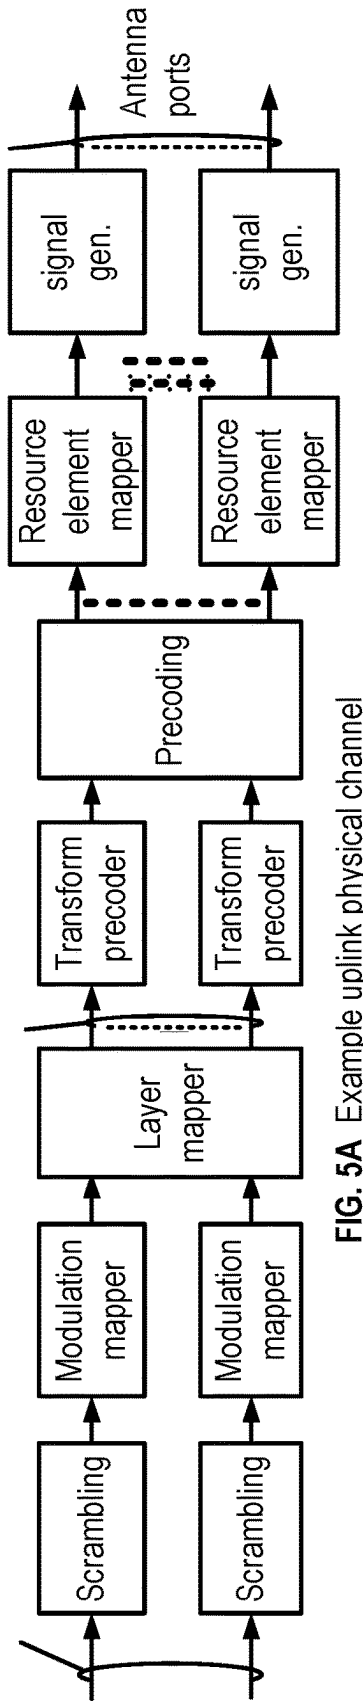 Scrambling
Modulation
mapper
Layer
mapper
Transform
precoder
Precoding
Resource
element
mapper
signal
gen.
Antenna
ports
Scrambling
Modulation
mapper
Transform
precoder
Resource
element
mapper
signal
gen.
FIG. 5A Example uplink physical channel